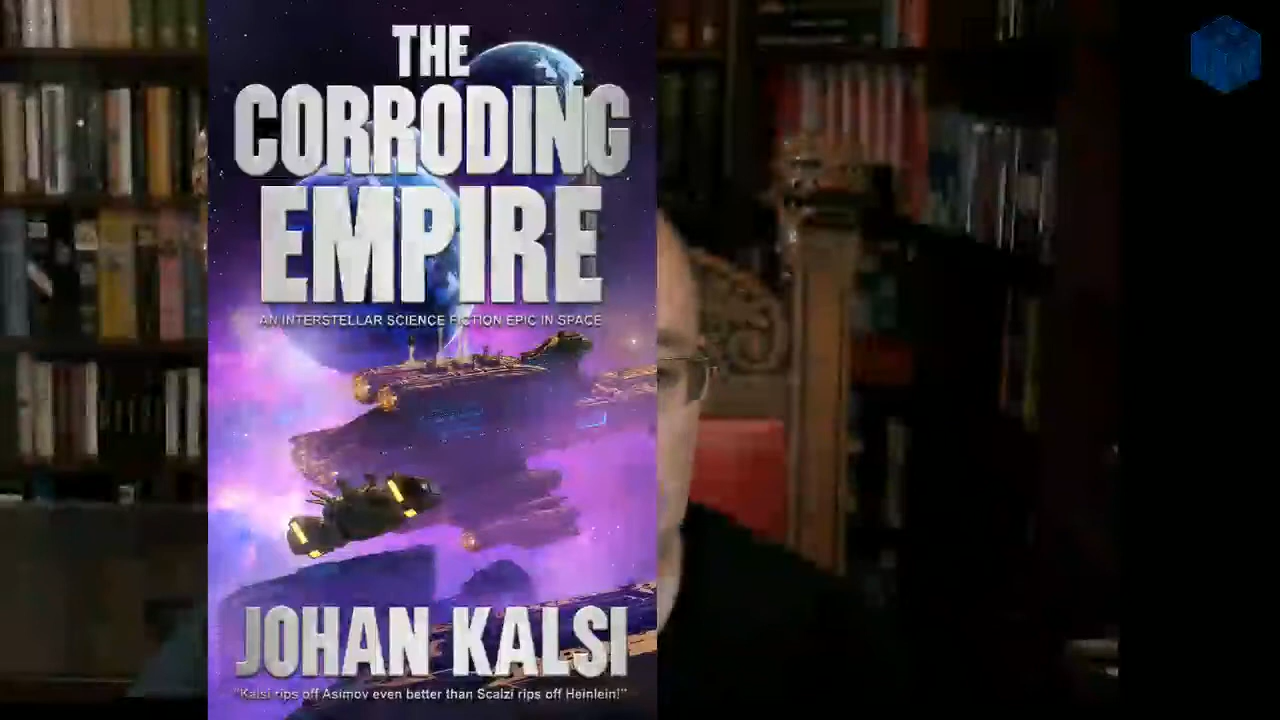 THE
CORRODING
EMPIRE
AN INTERSTELLAR SCIENCE FICTION EPIC IN SPACE
JOHAN KALSI
"Kalsi rips off Asimov even better than Scalzi rips off Heinlein!"